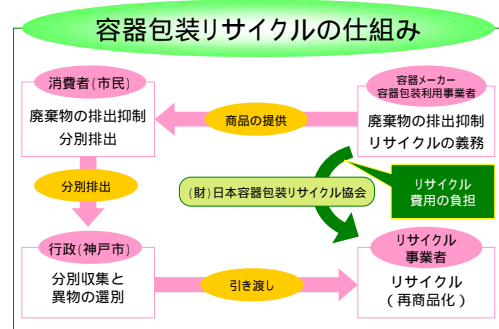 容器包装リサイクルの仕組み
消費者(市民)
廃棄物の排出抑制
分別排出
商品の提供
容器メーカー
容器包装利用事業者
廃棄物の排出抑制
リサイクルの義務
分別排出
(財)日本容器包装リサイクル協会
リサイクル
費用の負担
行政(神戸市)
分別収集と
異物の選別
引き渡し
リサイクル
事業者
リサイクル
(再商品化)